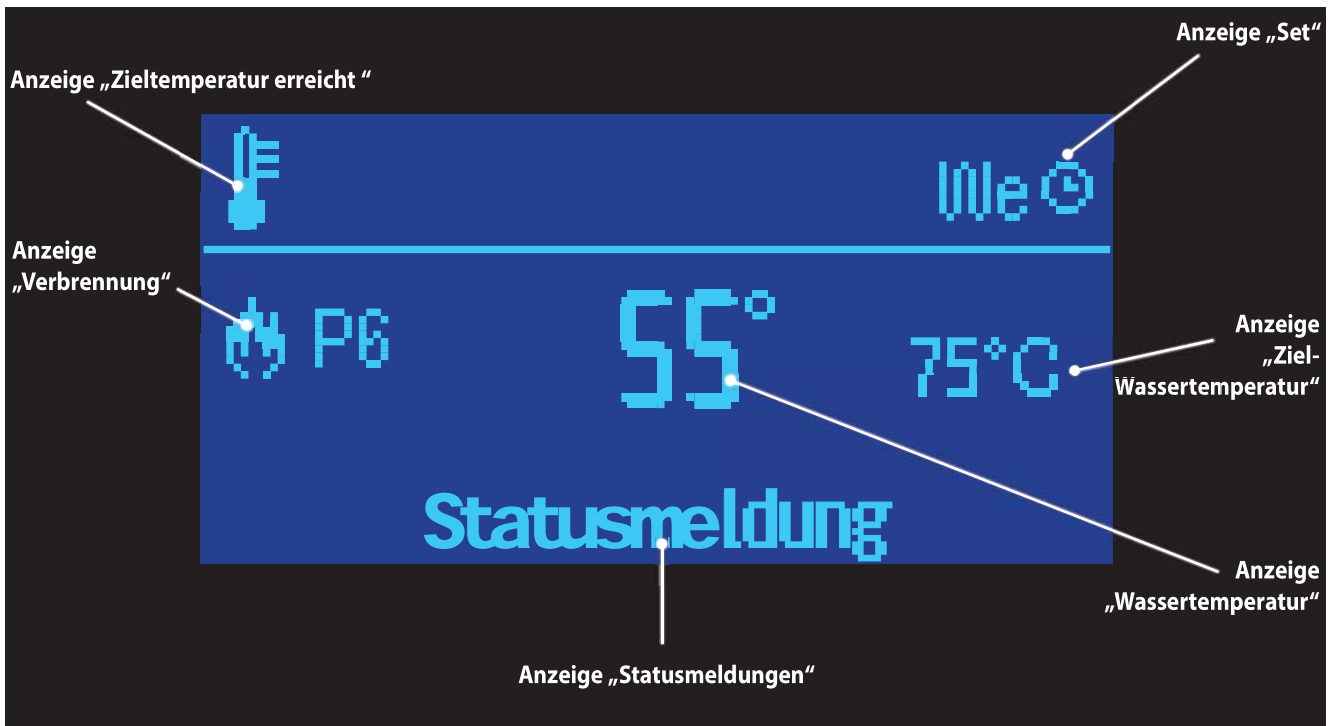 Anzeige „Set“
Anzeige „Zieltemperatur erreicht “
We
Anzeige
„Verbrennung“
P6
55°
75°C
Anzeige
„Ziel-
Wassertemperatur“
Statusmeldung
Anzeige
„Wassertemperatur“
Anzeige „Statusmeldungen“